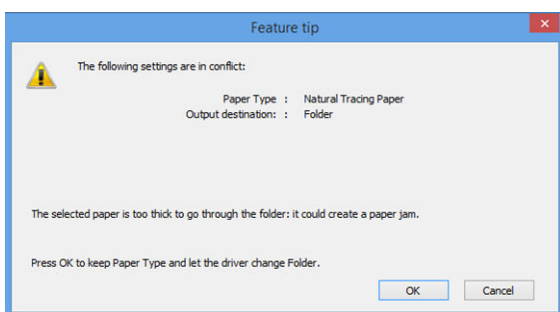 Feature tip
The following settings are in conflict:
Paper Type : Natural Tracing Paper
Output destination: : Folder
The selected paper is too thick to go through the folder: it could create a paper jam.
Press OK to keep Paper Type and let the driver change Folder.
OK Cancel